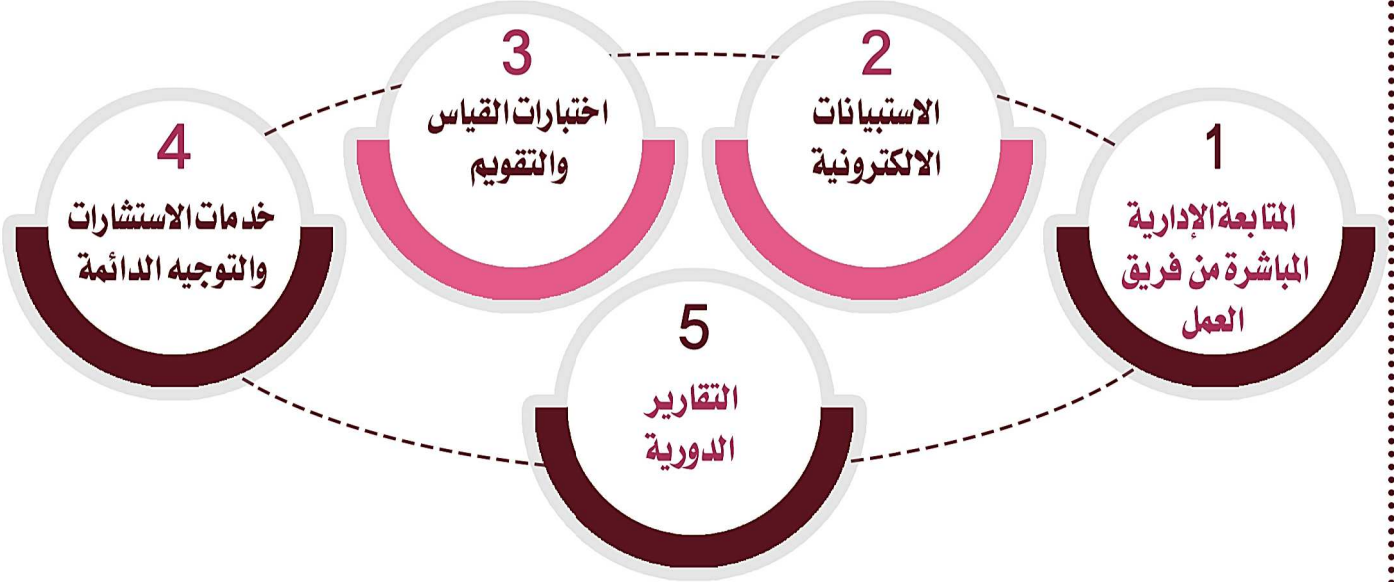 1
المتابعة الإدارية
المباشرة من فريق
العمل
2
الاستبيانات
الالكترونية
3
اختبارات القياس
والتقويم
4
خدمات الاستشارات
والتوجيه الدائمة
5
التقارير
الدورية